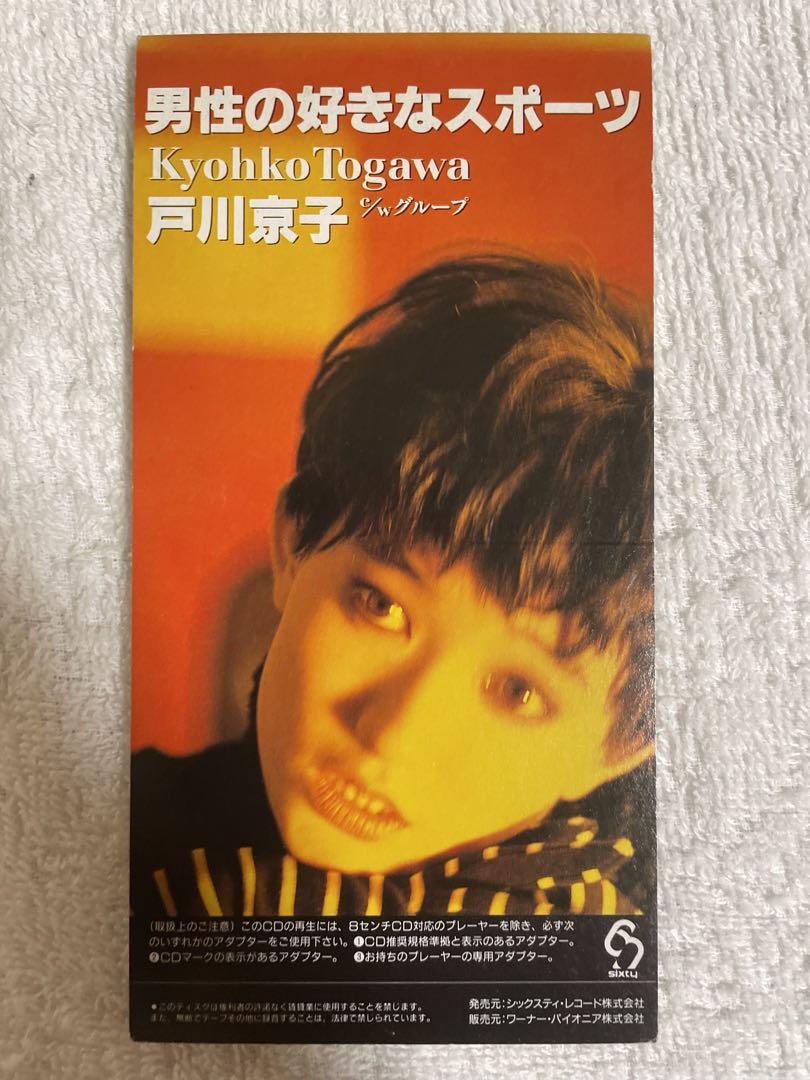 男性の好きなスポーツ
Kyohko Togawa
戸川京子 c/wグループ
(取扱上のご注意) このCDの再生には、8センチCD対応のプレーヤーを除き、必ず次
のいずれかのアダプターをご使用下さい。❶CD推奨規格準拠と表示のあるアダプター。
❷CDマークの表示があるアダプター。 ❸お持ちのプレーヤーの専用アダプター。
sixty
●このディスクは権利者の許諾なく賃貸業に使用することを禁じます。
また、無断でテープその他に録音することは、法律で禁じられています。
発売元:シックスティ・レコード株式会社
販売元:ワーナー・パイオニア株式会社